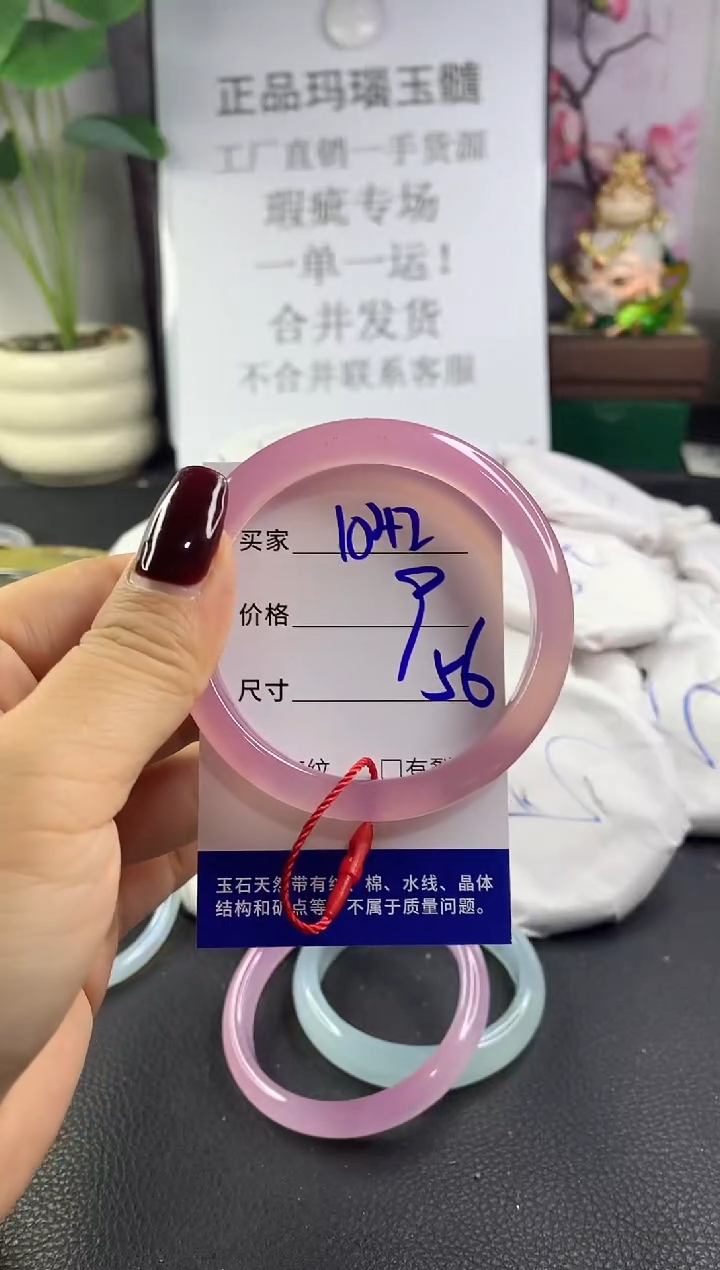 正品玛瑙玉髓
工厂直销一手货源
瑕疵专场
一单一运！
合并发货
不合并联系客服
买家 1042
价格
尺寸 56
纹 □有裂
玉石天然带有纹、棉、水线、晶体
结构和矿点等，不属于质量问题。